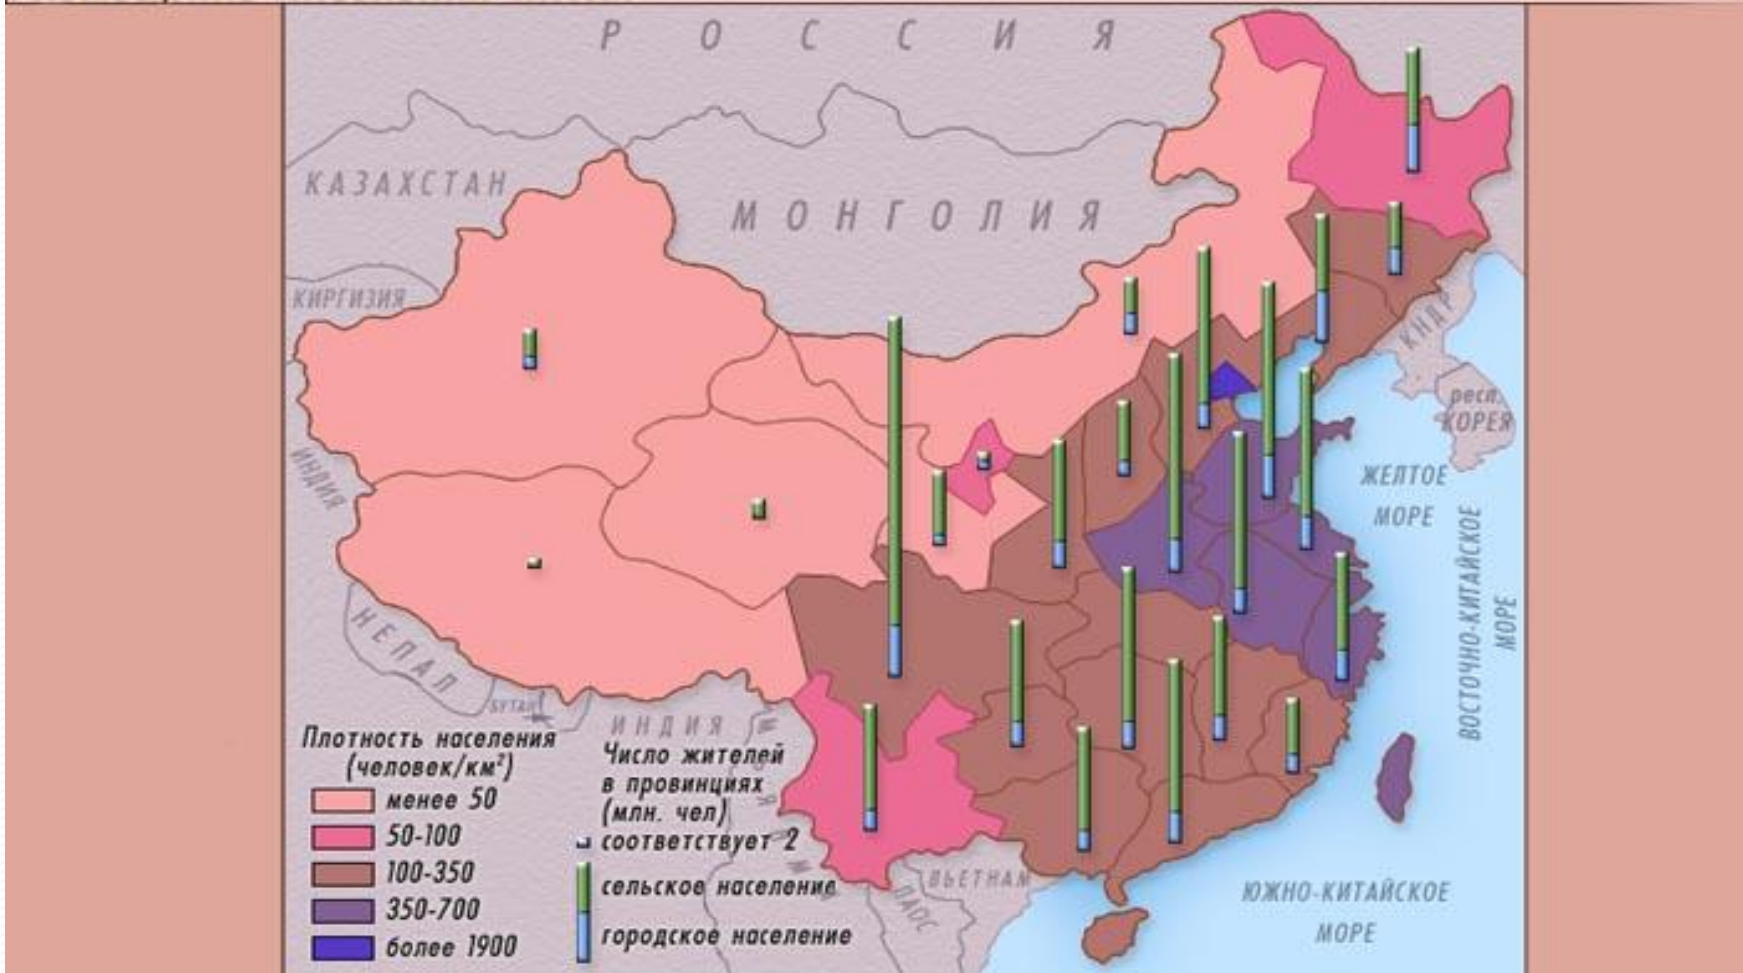 РОССИЯ
КАЗАХСТАН
МОНГОЛИЯ
КИРГИЗИЯ
КНДР
респ.
КОРЕЯ
ИНДИЯ
ЖЕЛТОЕ
МОРЕ
ВОСТОЧНО-КИТАЙСКОЕ
МОРЕ
НЕПАЛ
БУТАН
ИНДИЯ
Плотность населения
(человек/км²)
менее 50
50-100
100-350
350-700
более 1900
Число жителей
в провинциях
(млн. чел)
соответствует 2
сельское население
городское население
ВЬЕТНАМ
ЛАОС
ЮЖНО-КИТАЙСКОЕ
МОРЕ